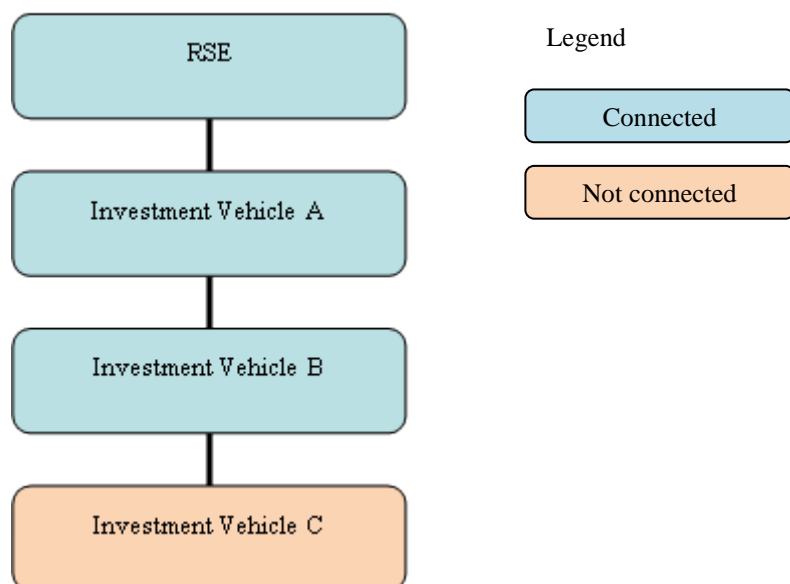 RSE
Investment Vehicle A
Investment Vehicle B
Investment Vehicle C
Legend
Connected
Not connected